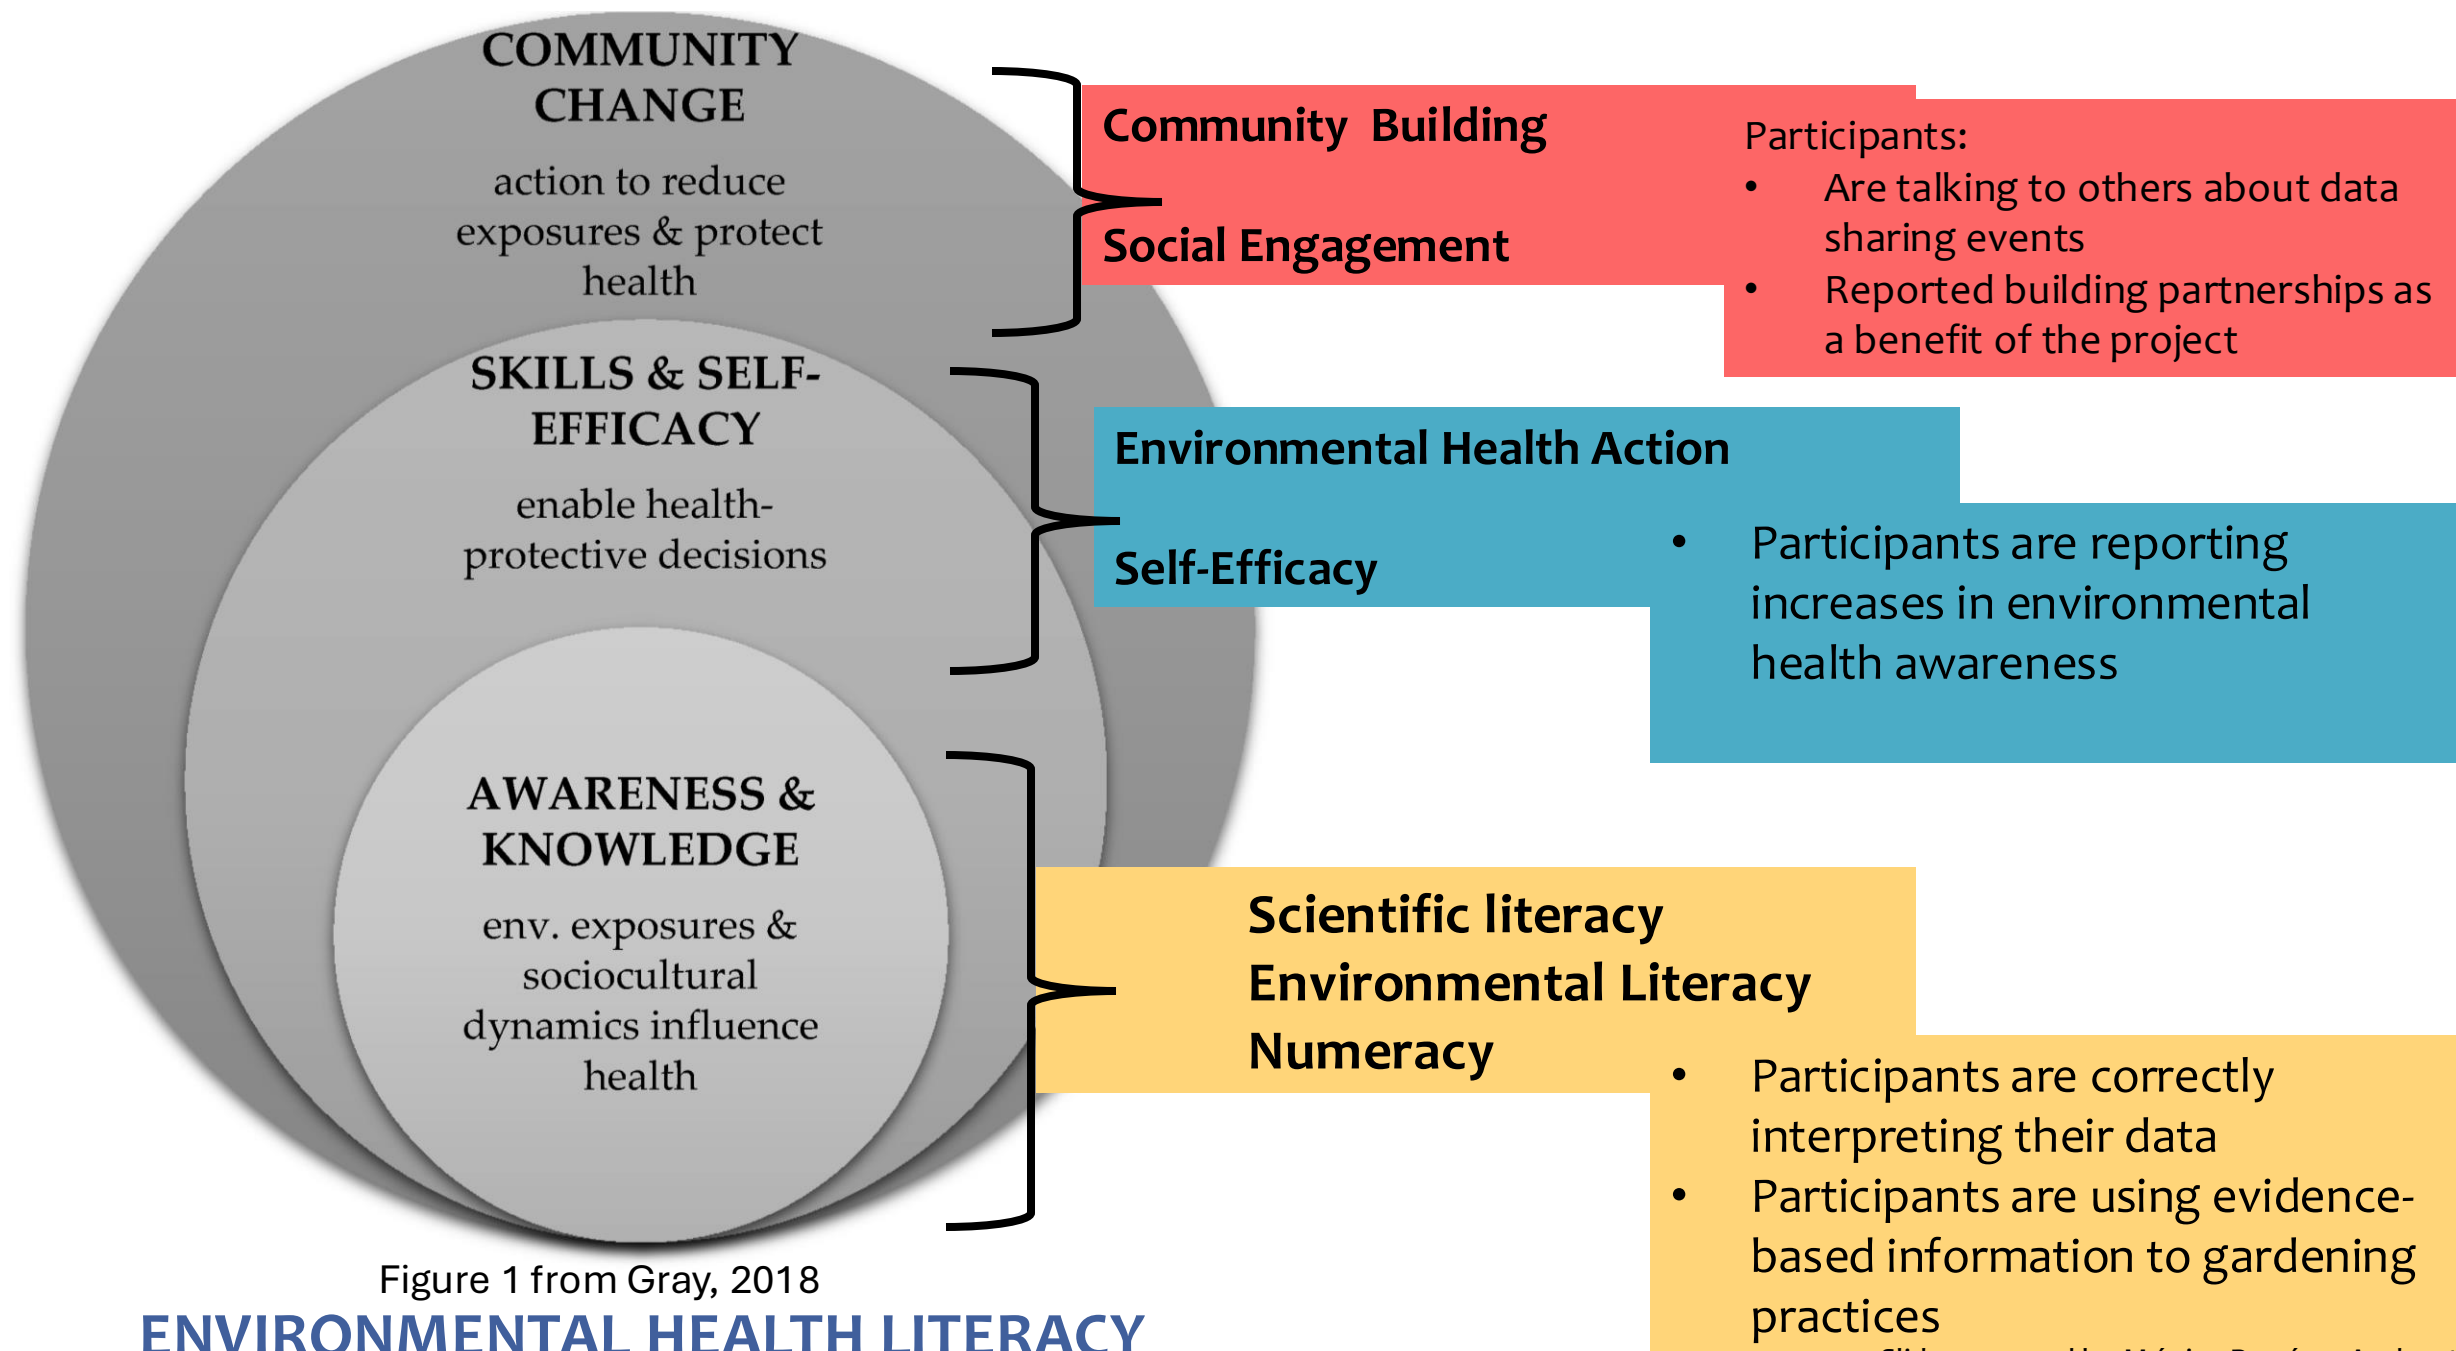 COMMUNITY
CHANGE
action to reduce
exposures & protect
health
SKILLS & SELF-
EFFICACY
enable health-
protective decisions
AWARENESS &
KNOWLEDGE
env. exposures &
sociocultural
dynamics influence
health
Figure 1 from Gray, 2018
ENVIRONMENTAL HEALTH LITERACY
Community Building
Social Engagement
Participants:
• Are talking to others about data
sharing events
• Reported building partnerships as
a benefit of the project
Environmental Health Action
Self-Efficacy
• Participants are reporting
increases in environmental
health awareness
Scientific literacy
Environmental Literacy
Numeracy
• Participants are correctly
interpreting their data
• Participants are using evidence-
based information to gardening
practices